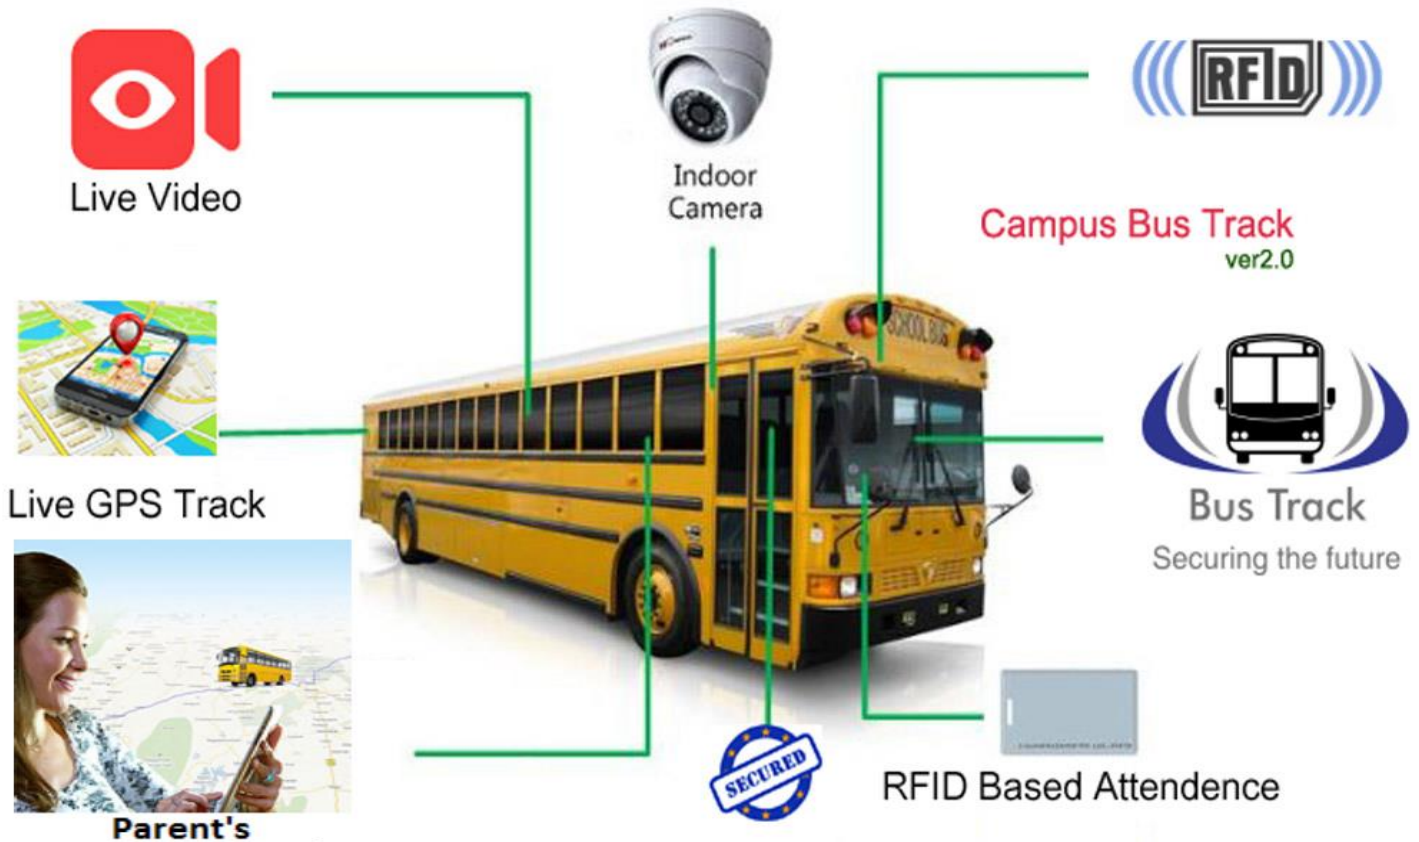 RFID
Live Video
Indoor
Camera
Campus Bus Track
ver2.0
SCHOOL BUS
Live GPS Track
Bus Track
Securing the future
SECURED
RFID Based Attendence
Parent's